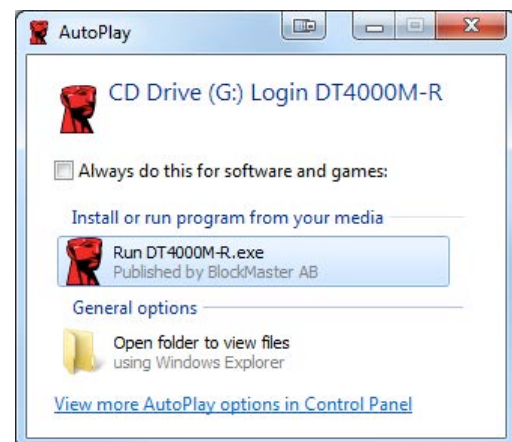 AutoPlay
CD Drive (G:) Login DT4000M-R
Always do this for software and games:
Install or run program from your media
Run DT4000M-R.exe
Published by BlockMaster AB
General options
Open folder to view files
using Windows Explorer
View more AutoPlay options in Control Panel